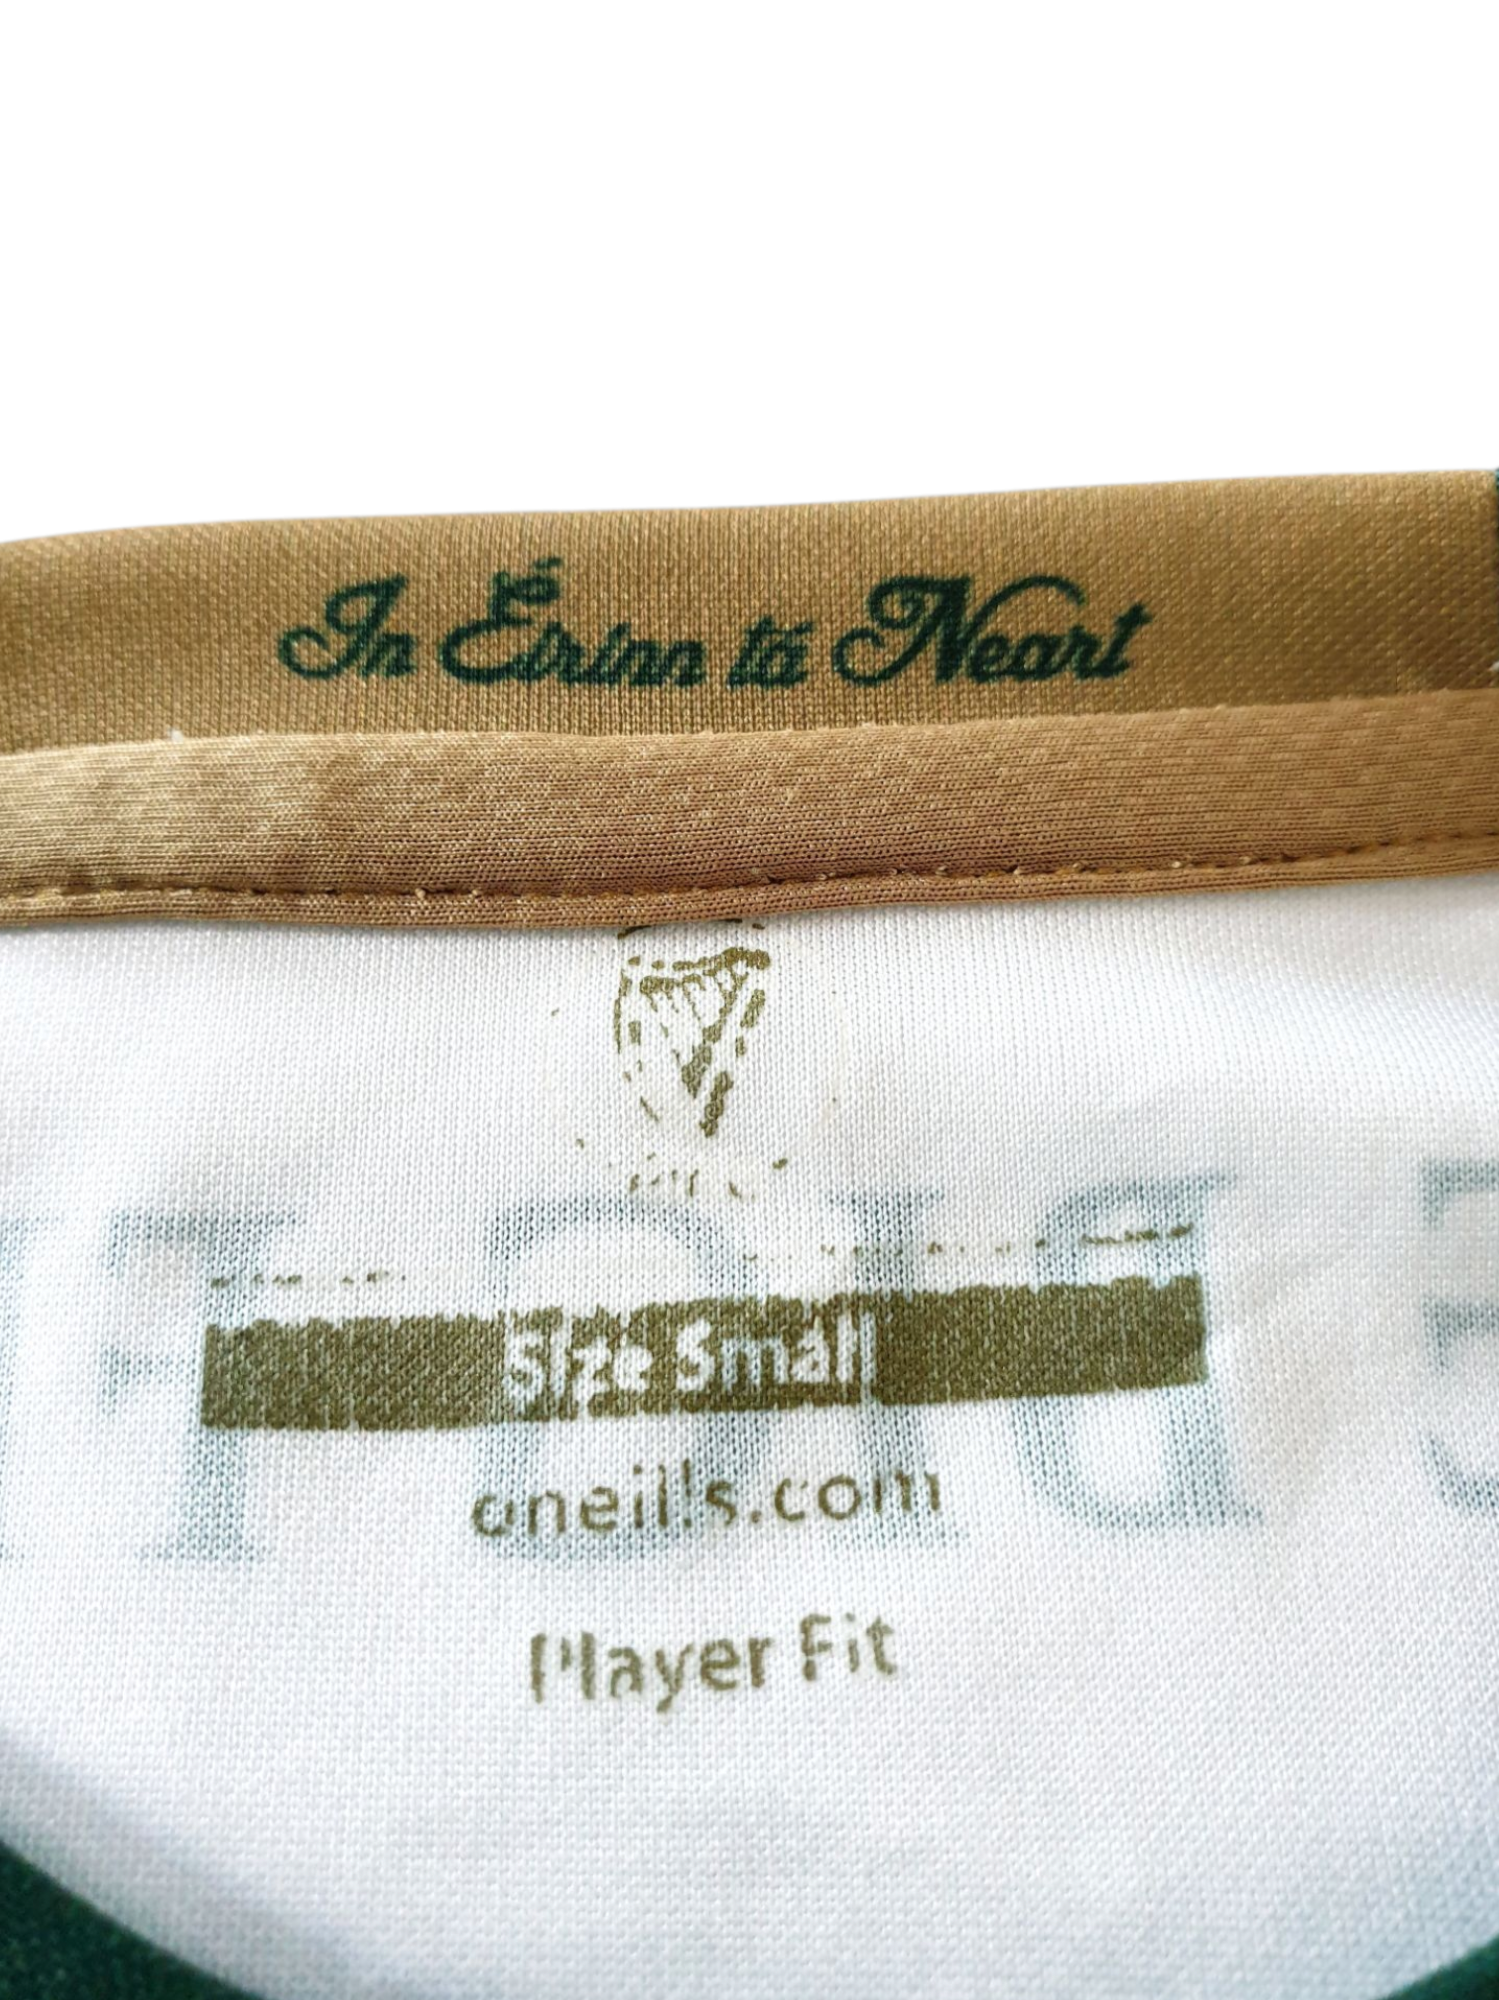 In Éirinn tá Neart
Size Small
oneills.com
Player Fit